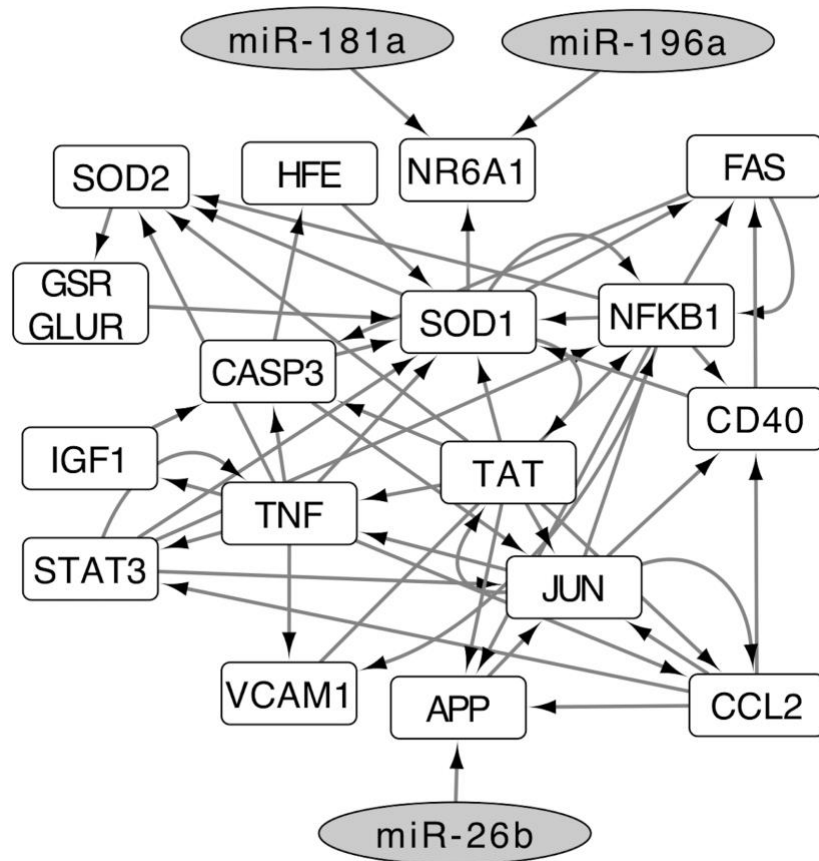 miR-181a
miR-196a
SOD2
HFE
NR6A1
FAS
GSR
GLUR
SOD1
NFKB1
CASP3
CD40
IGF1
TAT
TNF
STAT3
JUN
VCAM1
APP
CCL2
miR-26b